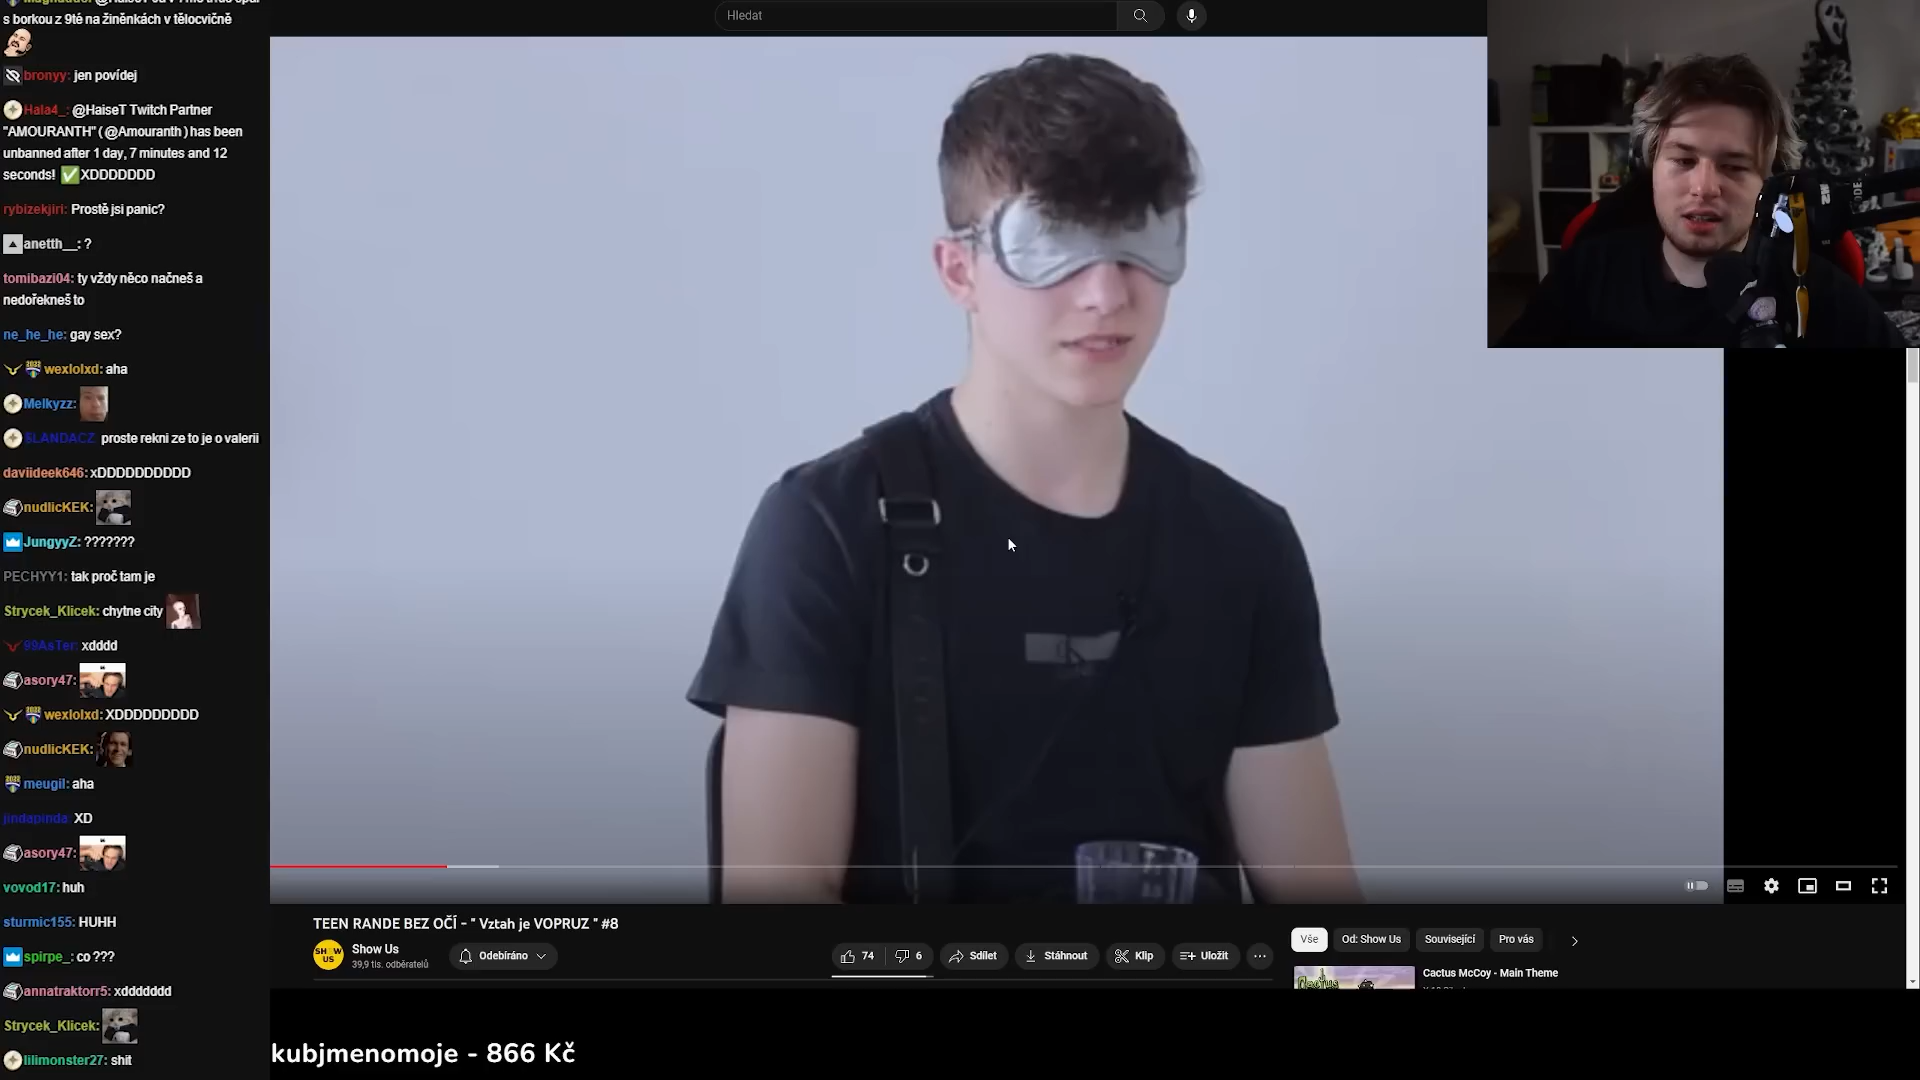 s borkou z 9té na žíněnkách v tělocvičně
bronyy: jen povídej
Hala4_: @HaiseT Twitch Partner
"AMOURANTH" ( @Amouranth ) has been
unbanned after 1 day, 7 minutes and 12
seconds! ✅XDDDDDDD
rybizekjiri: Prostě jsi panic?
anetth__: ?
tomibazi04: ty vždy něco načneš a
nedořekneš to
ne_he_he: gay sex?
wexlolxd: aha
Melkyzz:
SLANDACZ: proste rekni ze to je o valerii
daviideek646: xDDDDDDDDDD
nudlicKEK:
JungyyZ: ???????
PECHYY1: tak proč tam je
Strycek_Klicek: chytne city
99AsTer: xdddd
asory47:
wexlolxd: XDDDDDDDDD
nudlicKEK:
meugil: aha
jindapinda: XD
asory47:
vovod17: huh
sturmic155: HUHH
spirpe_: co ???
annatraktorr5: xddddddd
Strycek_Klicek:
lilimonster27: shit
Hledat
TEEN RANDE BEZ OČÍ - " Vztah je VOPRUZ " #8
SHOW
US
Show Us
39,9 tis. odběratelů
Odebíráno
74
6
Sdílet
Stáhnout
Klip
Uložit
Vše
Od: Show Us
Související
Pro vás
Cactus McCoy - Main Theme
kubjmenomoje - 866 Kč